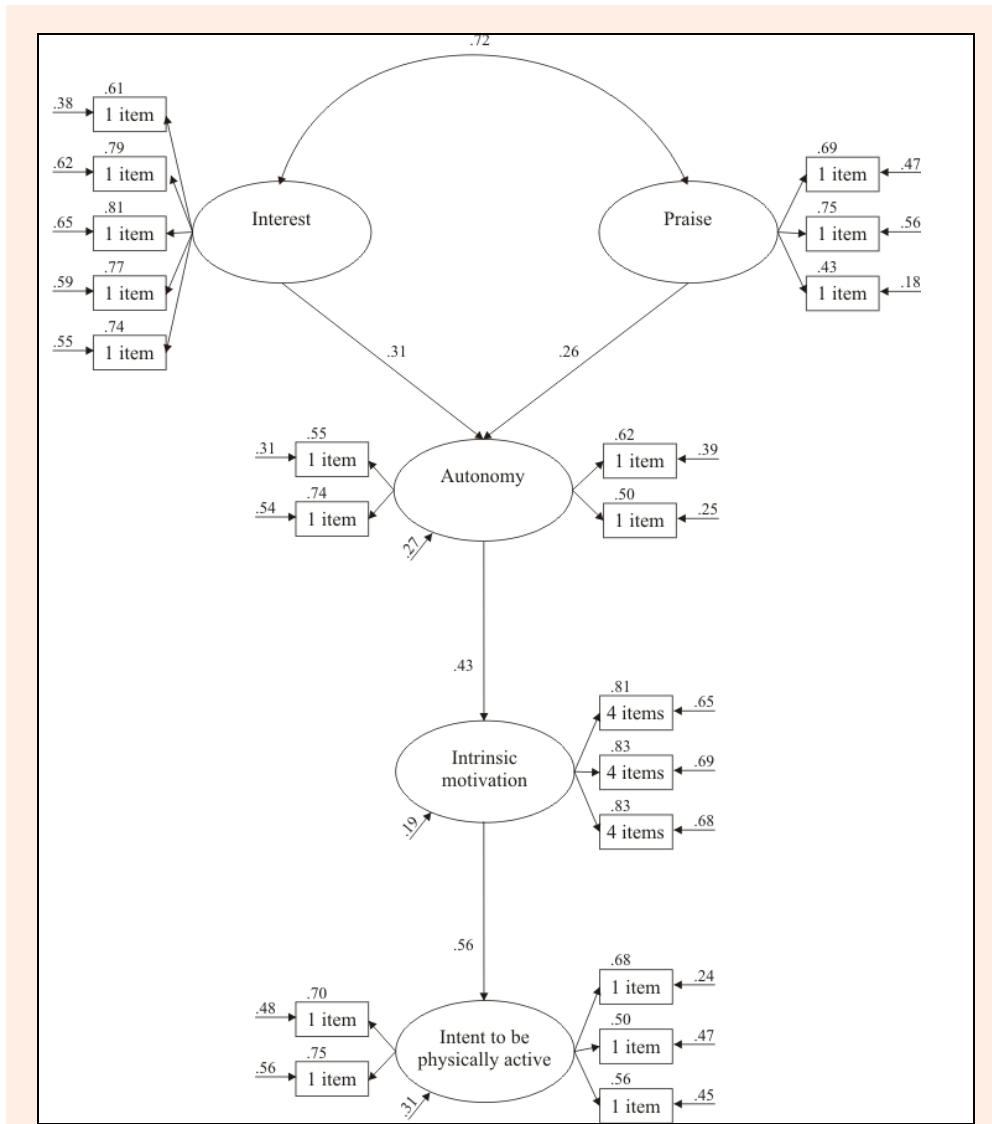 .72
.61
.38
1 item
.79
.62
1 item
.81
.65
1 item
.77
.59
1 item
.74
.55
1 item
Interest
Praise
.69
.47
1 item
.75
.56
1 item
.43
.18
1 item
.31
.26
.55
.31
1 item
.74
.54
1 item
Autonomy
.27
.62
.39
1 item
.50
.25
1 item
.43
Intrinsic
motivation
.19
.81
.65
4 items
.83
.69
4 items
.83
.68
4 items
.56
.70
.48
1 item
.75
.56
1 item
Intent to be
physically active
.31
.68
.24
1 item
.50
.47
1 item
.56
.45
1 item